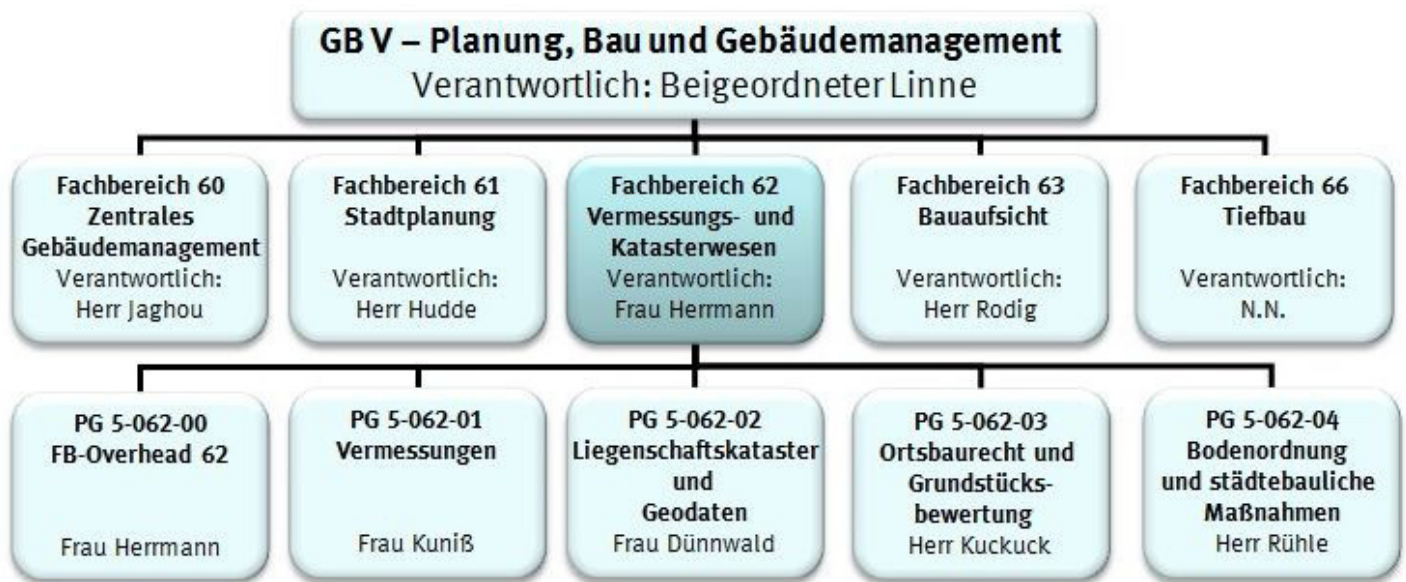 GB V – Planung, Bau und Gebäudemanagement
Verantwortlich: Beigeordneter Linne
Fachbereich 60
Zentrales
Gebäudemanagement
Verantwortlich:
Herr Jaghou
Fachbereich 61
Stadtplanung
Verantwortlich:
Herr Hudde
Fachbereich 62
Vermessungs- und
Katasterwesen
Verantwortlich:
Frau Herrmann
Fachbereich 63
Bauaufsicht
Verantwortlich:
Herr Rodig
Fachbereich 66
Tiefbau
Verantwortlich:
N.N.
PG 5-062-00
FB-Overhead 62
Frau Herrmann
PG 5-062-01
Vermessungen
Frau Kuniß
PG 5-062-02
Liegenschaftskataster
und
Geodaten
Frau Dünnwald
PG 5-062-03
Ortsbaurecht und
Grundstücks-
bewertung
Herr Kuckuck
PG 5-062-04
Bodenordnung
und städtebauliche
Maßnahmen
Herr Rühle